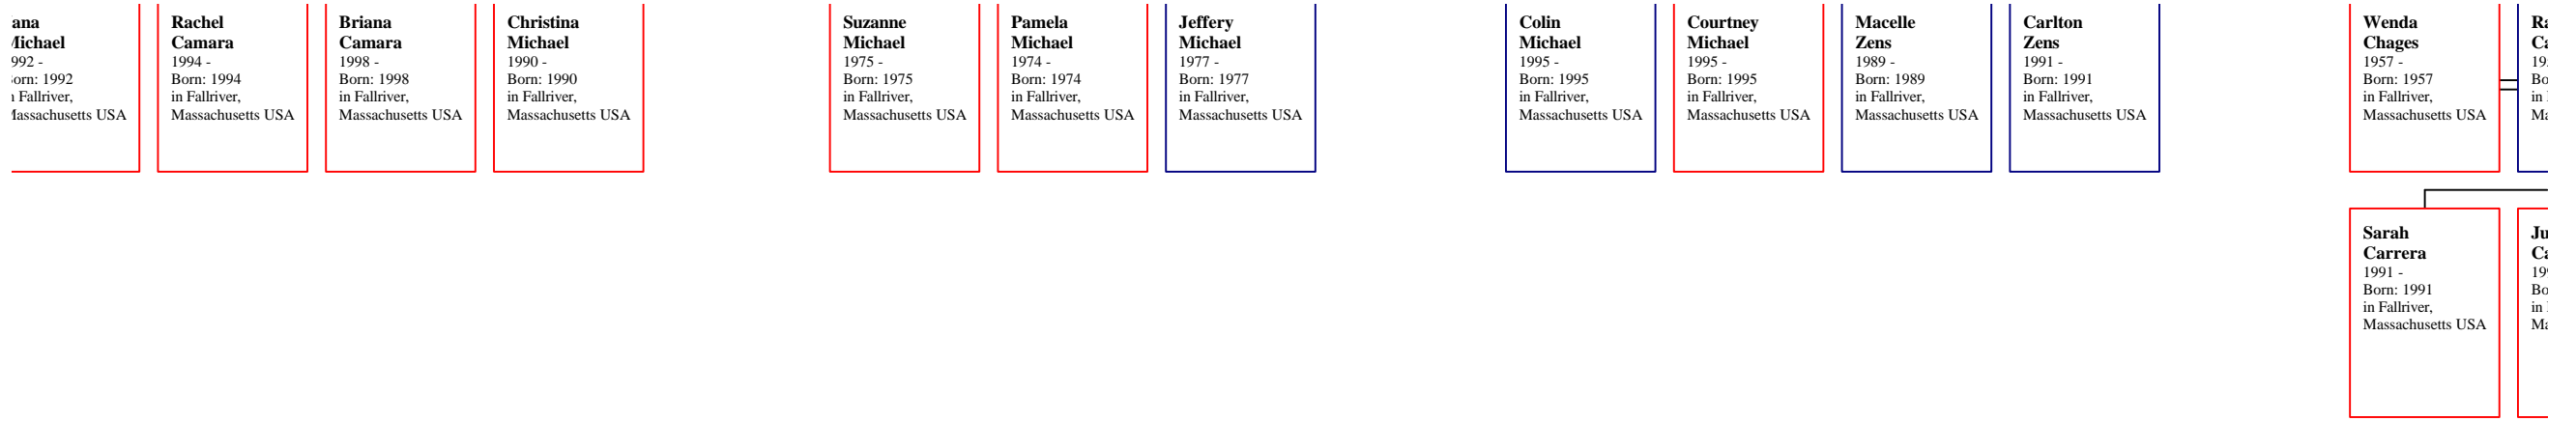 Rachel
Camara
1994 -
Born: 1994
in Fallriver,
Massachusetts USA
Briana
Camara
1998 -
Born: 1998
in Fallriver,
Massachusetts USA
Christina
Michael
1990 -
Born: 1990
in Fallriver,
Massachusetts USA
Suzanne
Michael
1975 -
Born: 1975
in Fallriver,
Massachusetts USA
Pamela
Michael
1974 -
Born: 1974
in Fallriver,
Massachusetts USA
Jeffery
Michael
1977 -
Born: 1977
in Fallriver,
Massachusetts USA
Colin
Michael
1995 -
Born: 1995
in Fallriver,
Massachusetts USA
Courtney
Michael
1995 -
Born: 1995
in Fallriver,
Massachusetts USA
Macelle
Zens
1989 -
Born: 1989
in Fallriver,
Massachusetts USA
Carlton
Zens
1991 -
Born: 1991
in Fallriver,
Massachusetts USA
Wenda
Chages
1957 -
Born: 1957
in Fallriver,
Massachusetts USA
Sarah
Carrera
1991 -
Born: 1991
in Fallriver,
Massachusetts USA